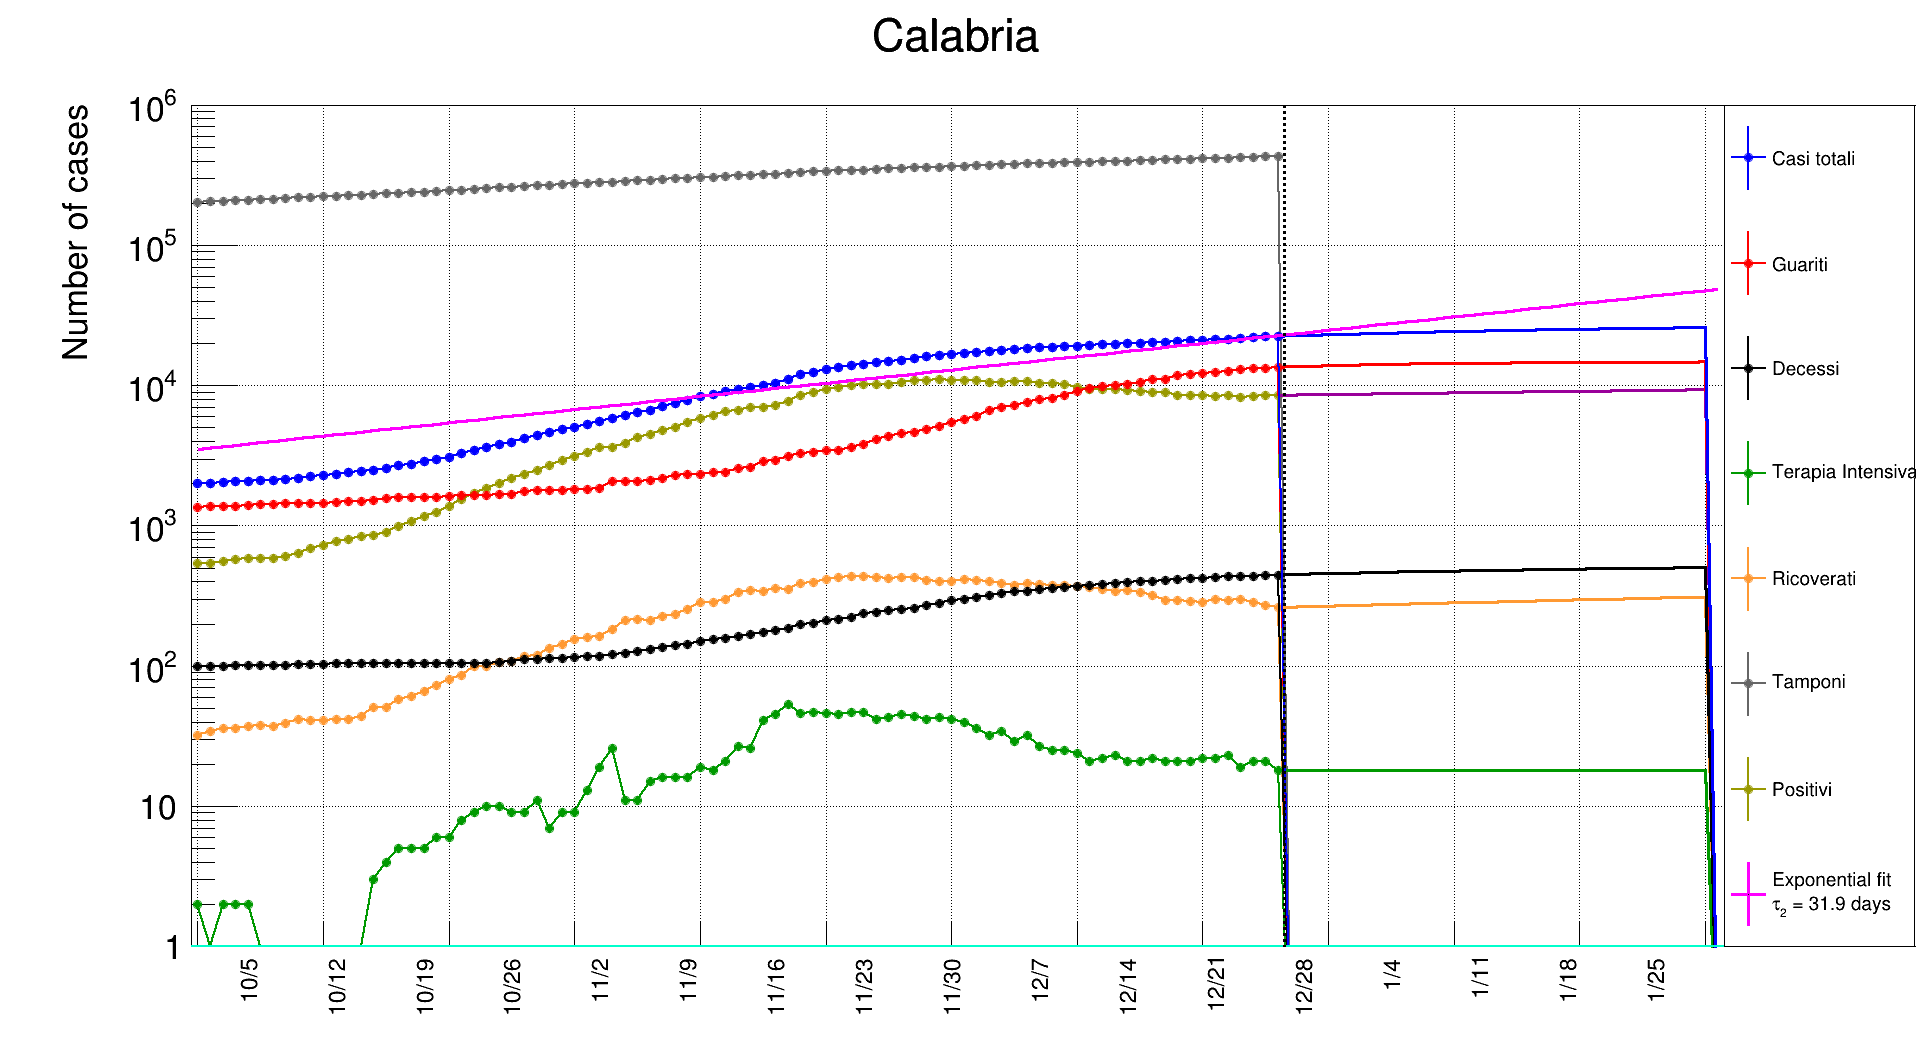 Calabria
Number of cases
10^6
10^5
10^4
10^3
10^2
10
1
10/5
10/12
10/19
10/26
11/2
11/9
11/16
11/23
11/30
12/7
12/14
12/21
12/28
1/4
1/11
1/18
1/25
Casi totali
Guariti
Decessi
Terapia Intensiva
Ricoverati
Tamponi
Positivi
Exponential fit
τ_2 = 31.9 days